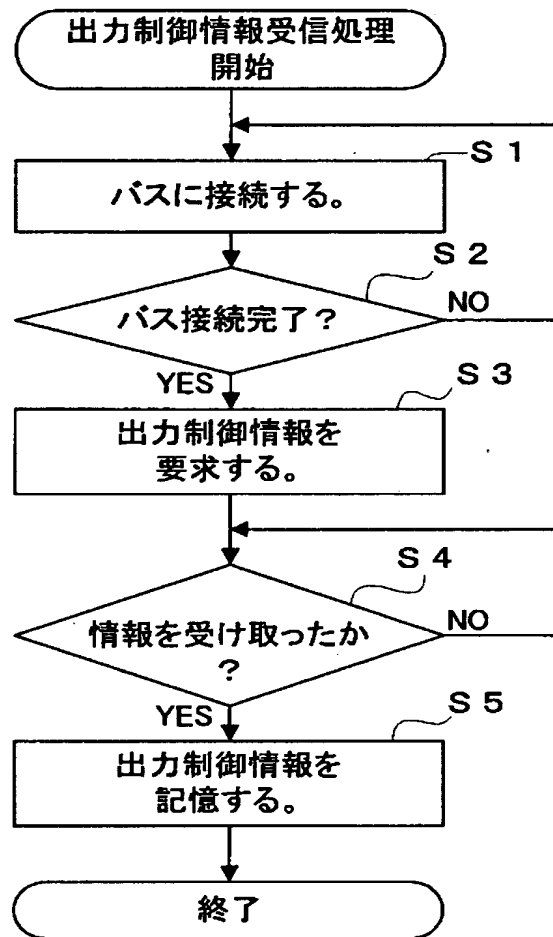 出力制御情報受信処理
開始
S 1
バスに接続する。
S 2
バス接続完了？
NO
YES
S 3
出力制御情報を
要求する。
S 4
情報を受け取ったか
？
NO
YES
S 5
出力制御情報を
記憶する。
終了